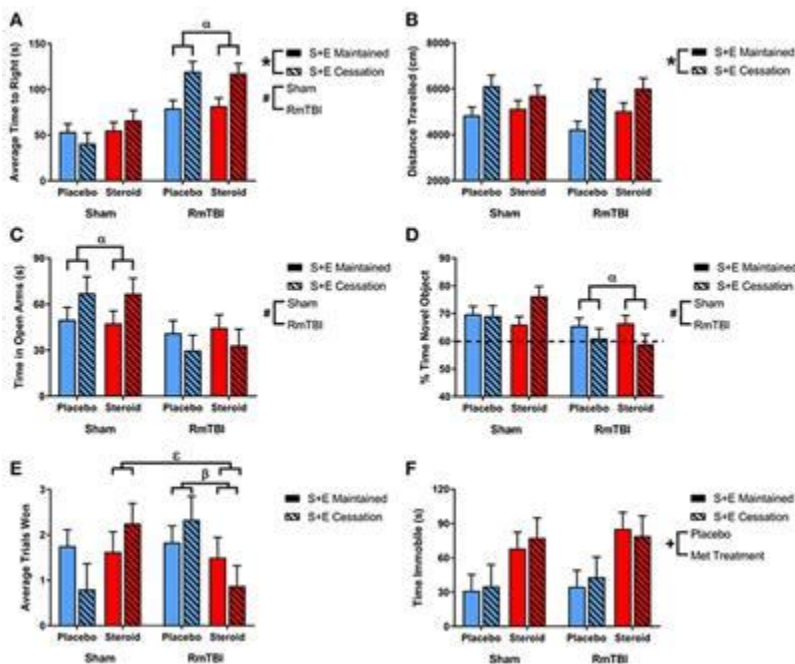 A
Average Time to Right (s)
150
100
50
0
Placebo Steroid Placebo Steroid
Sham RmTBI
α
* S+E Maintained
S+E Cessation
# Sham
RmTBI
B
Distance Travelled (cm)
8000
6000
4000
2000
Placebo Steroid Placebo Steroid
Sham RmTBI
* S+E Maintained
S+E Cessation
C
Time in Open Arms (s)
90
60
30
0
Placebo Steroid Placebo Steroid
Sham RmTBI
α
S+E Maintained
S+E Cessation
# Sham
RmTBI
D
% Time Novel Object
90
80
70
60
50
40
Placebo Steroid Placebo Steroid
Sham RmTBI
α
S+E Maintained
S+E Cessation
# Sham
RmTBI
E
Average Trials Won
3
2
1
0
Placebo Steroid Placebo Steroid
Sham RmTBI
ε
β
S+E Maintained
S+E Cessation
F
Time Immobile (s)
120
90
60
30
0
Placebo Steroid Placebo Steroid
Sham RmTBI
S+E Maintained
S+E Cessation
+ Placebo
Met Treatment